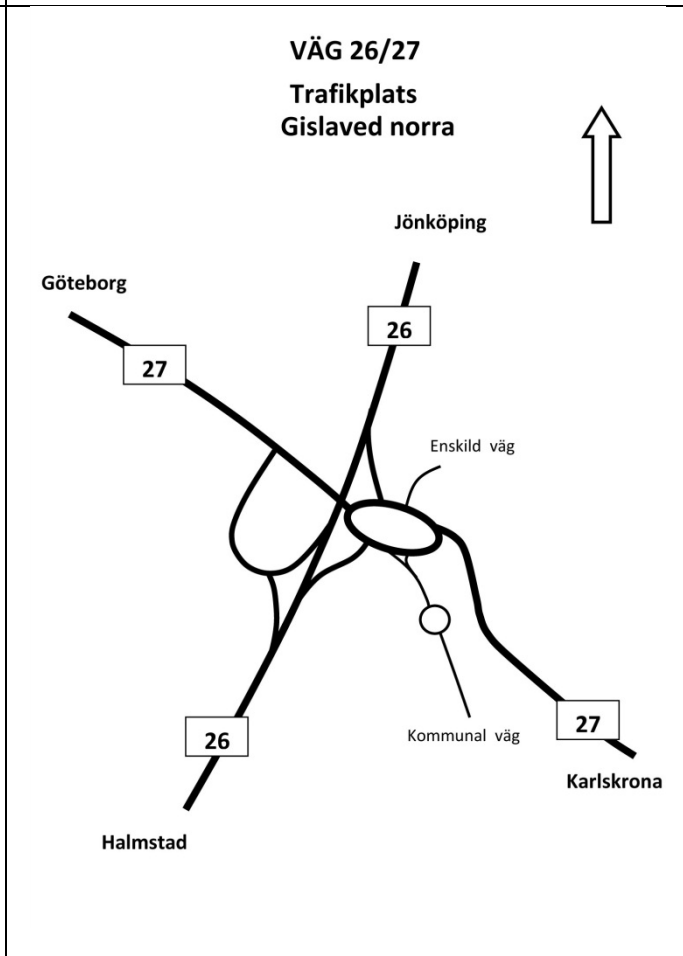 VÄG 26/27
Trafikplats
Gislaved norra
Jönköping
Göteborg
26
27
Enskild väg
26
Kommunal väg
27
Karlskrona
Halmstad